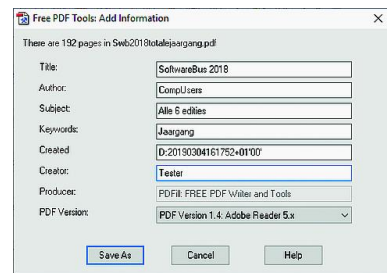 Free PDF Tools: Add Information
There are 192 pages in Swb2018totalejaargang.pdf
Title: SoftwareBus 2018
Author: CompUsers
Subject: Alle 6 edities
Keywords: Jaargang
Created D:20190304161752+01'00'
Creator: Tester
Producer: PDFill: FREE PDF Writer and Tools
PDF Version: PDF Version 1.4: Adobe Reader 5.x
Save As Cancel Help